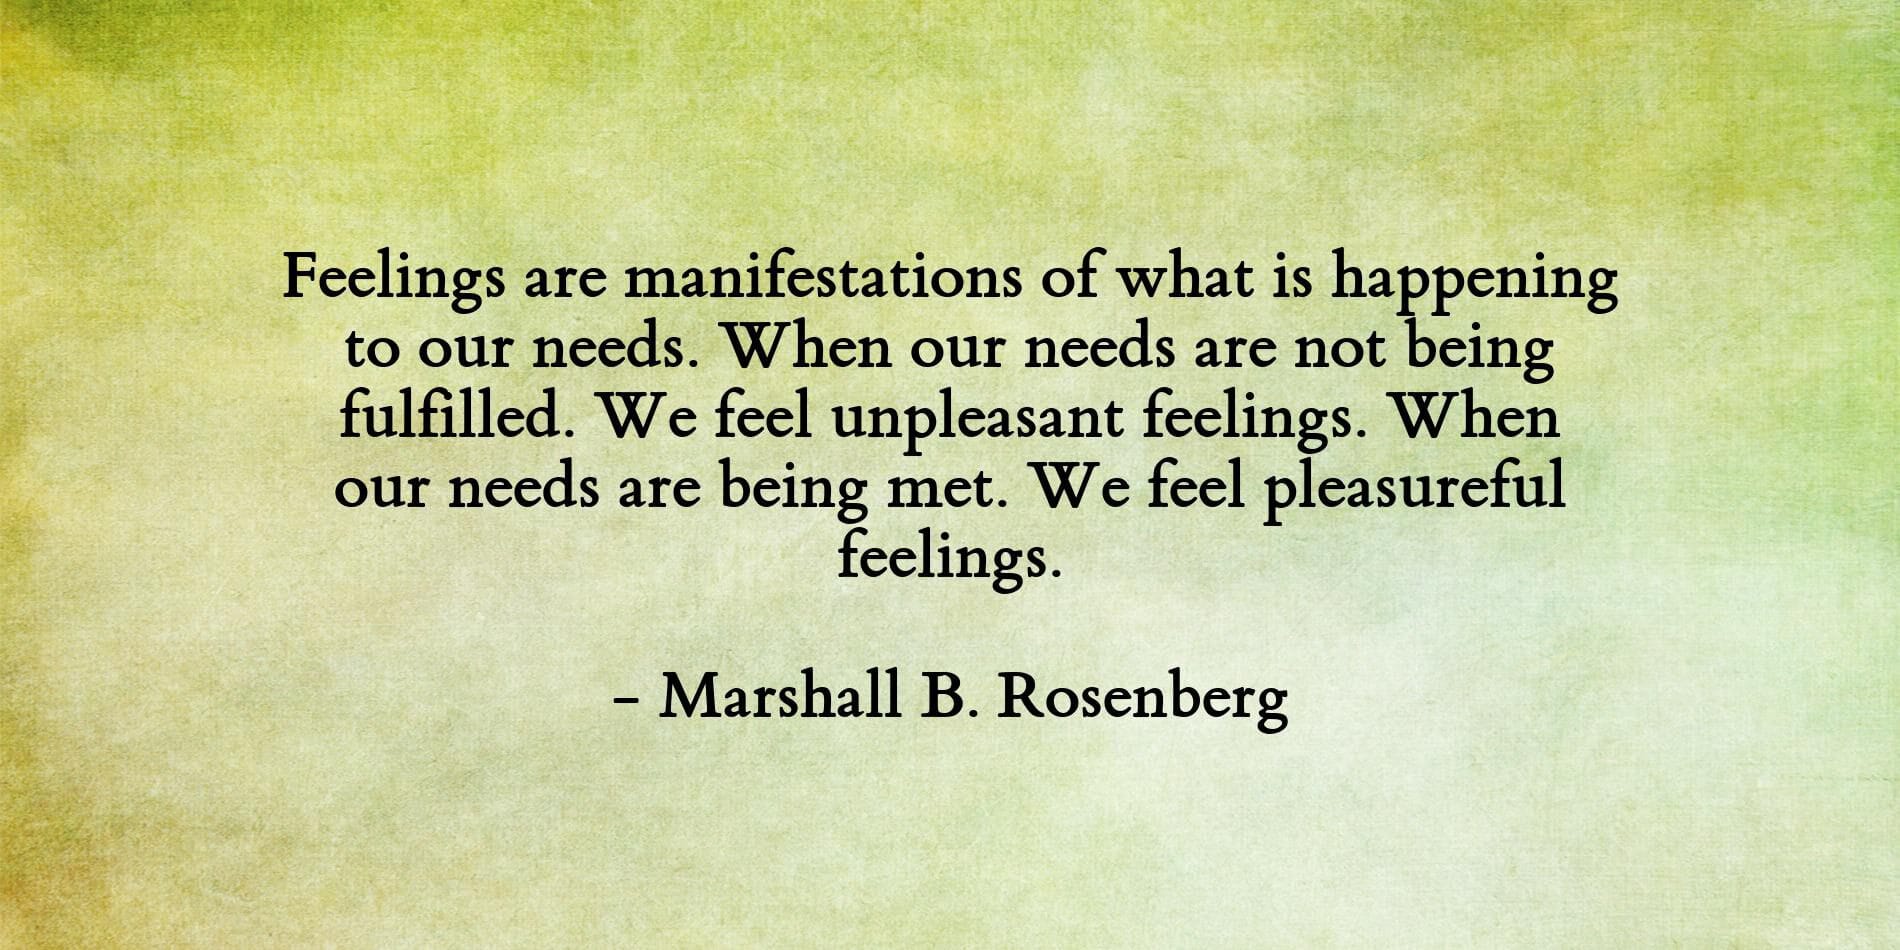 Feelings are manifestations of what is happening
to our needs. When our needs are not being
fulfilled. We feel unpleasant feelings. When
our needs are being met. We feel pleasureful
feelings.
- Marshall B. Rosenberg